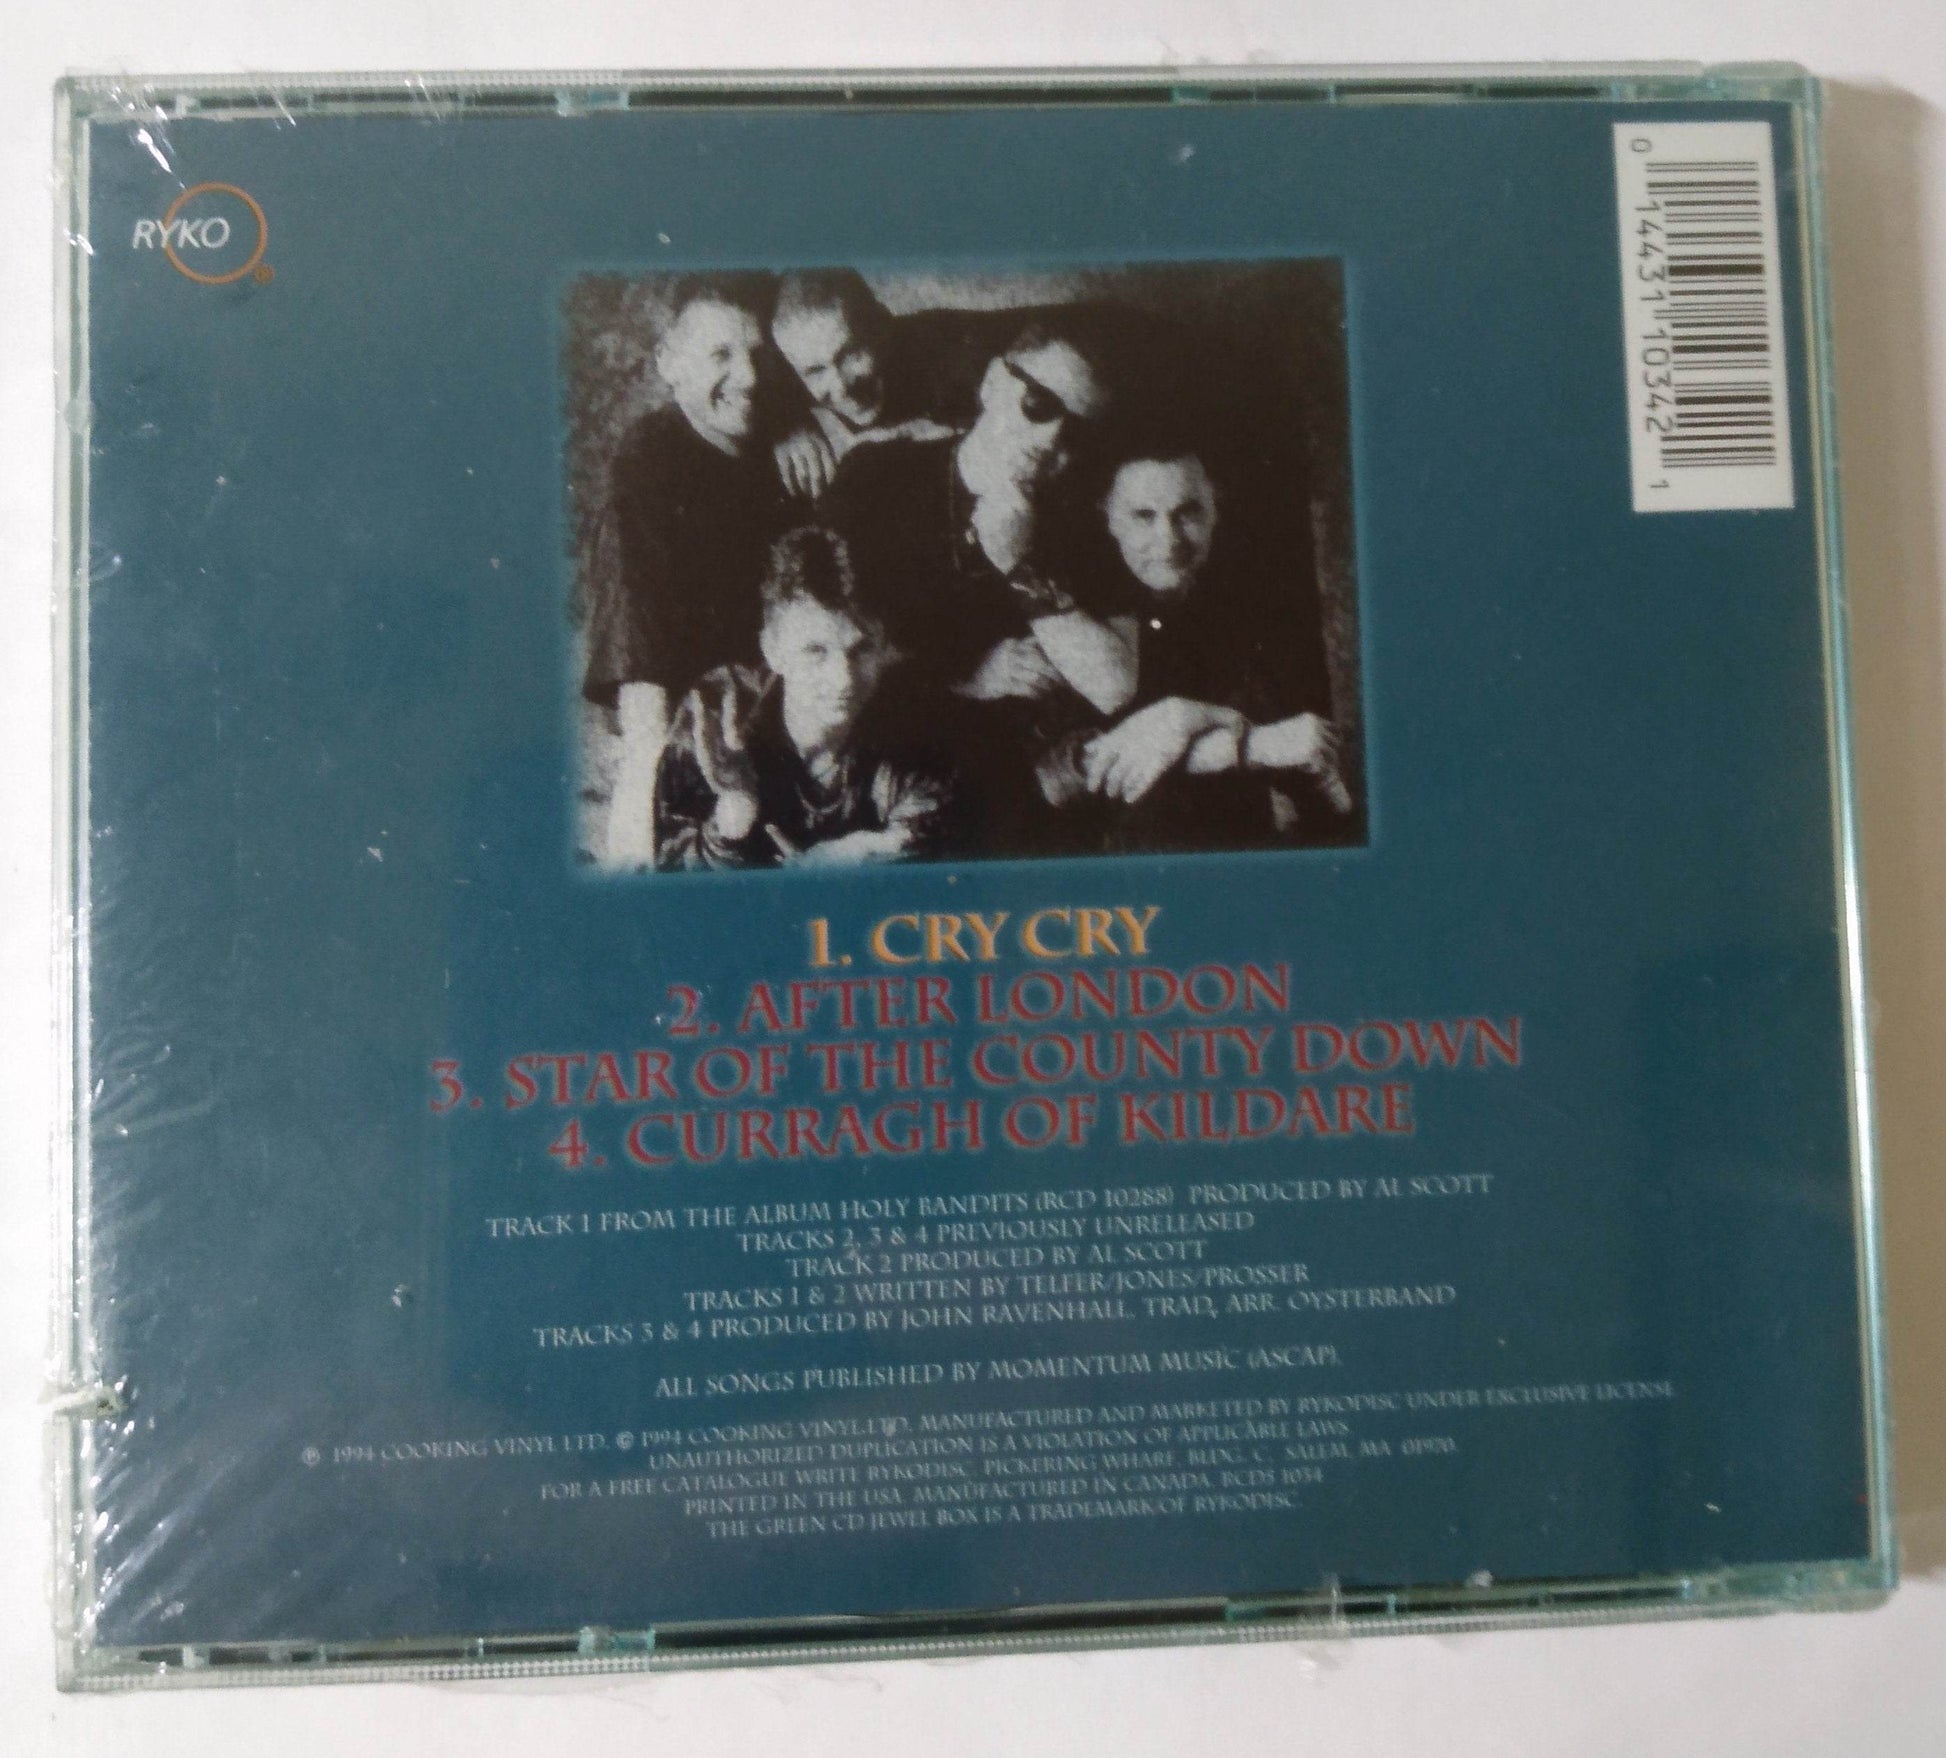 RYKO
®
0 14431 10342 1
1. CRY CRY
2. AFTER LONDON
3. STAR OF THE COUNTY DOWN
4. CURRAGH OF KILDARE
TRACK 1 FROM THE ALBUM HOLY BANDITS (RCD 10288) PRODUCED BY AL SCOTT
TRACKS 2, 3 & 4 PREVIOUSLY UNRELEASED
TRACK 2 PRODUCED BY AL SCOTT
TRACKS 1 & 2 WRITTEN BY TELFER/JONES/PROSSER
TRACKS 3 & 4 PRODUCED BY JOHN RAVENHALL. TRAD, ARR. OYSTERBAND
ALL SONGS PUBLISHED BY MOMENTUM MUSIC (ASCAP).
℗ 1994 COOKING VINYL LTD. © 1994 COOKING VINYL LTD. MANUFACTURED AND MARKETED BY RYKODISC UNDER EXCLUSIVE LICENSE
UNAUTHORIZED DUPLICATION IS A VIOLATION OF APPLICABLE LAWS
FOR A FREE CATALOGUE WRITE RYKODISC, PICKERING WHARF, BLDG. C, SALEM, MA 01970.
PRINTED IN THE USA. MANUFACTURED IN CANADA. RCD5 1034
THE GREEN CD JEWEL BOX IS A TRADEMARK OF RYKODISC.